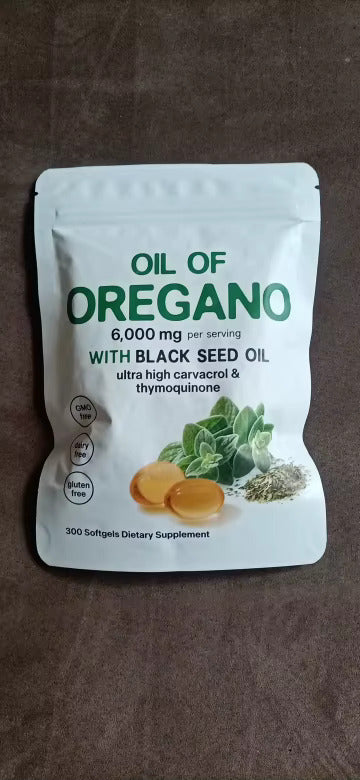 OIL OF
OREGANO
6,000 mg per serving
WITH BLACK SEED OIL
ultra high carvacrol &
thymoquinone
GMO
free
dairy
free
gluten
free
300 Softgels Dietary Supplement